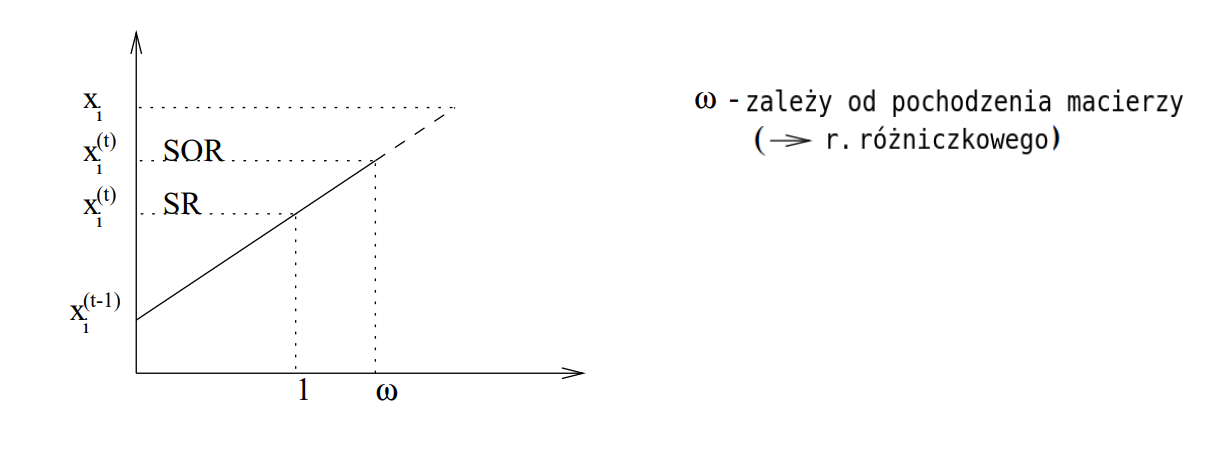 x_i
x_i^(t) SOR
x_i^(t) SR
x_i^(t-1)
1 ω
ω - zależy od pochodzenia macierzy
(→ r. różniczkowego)